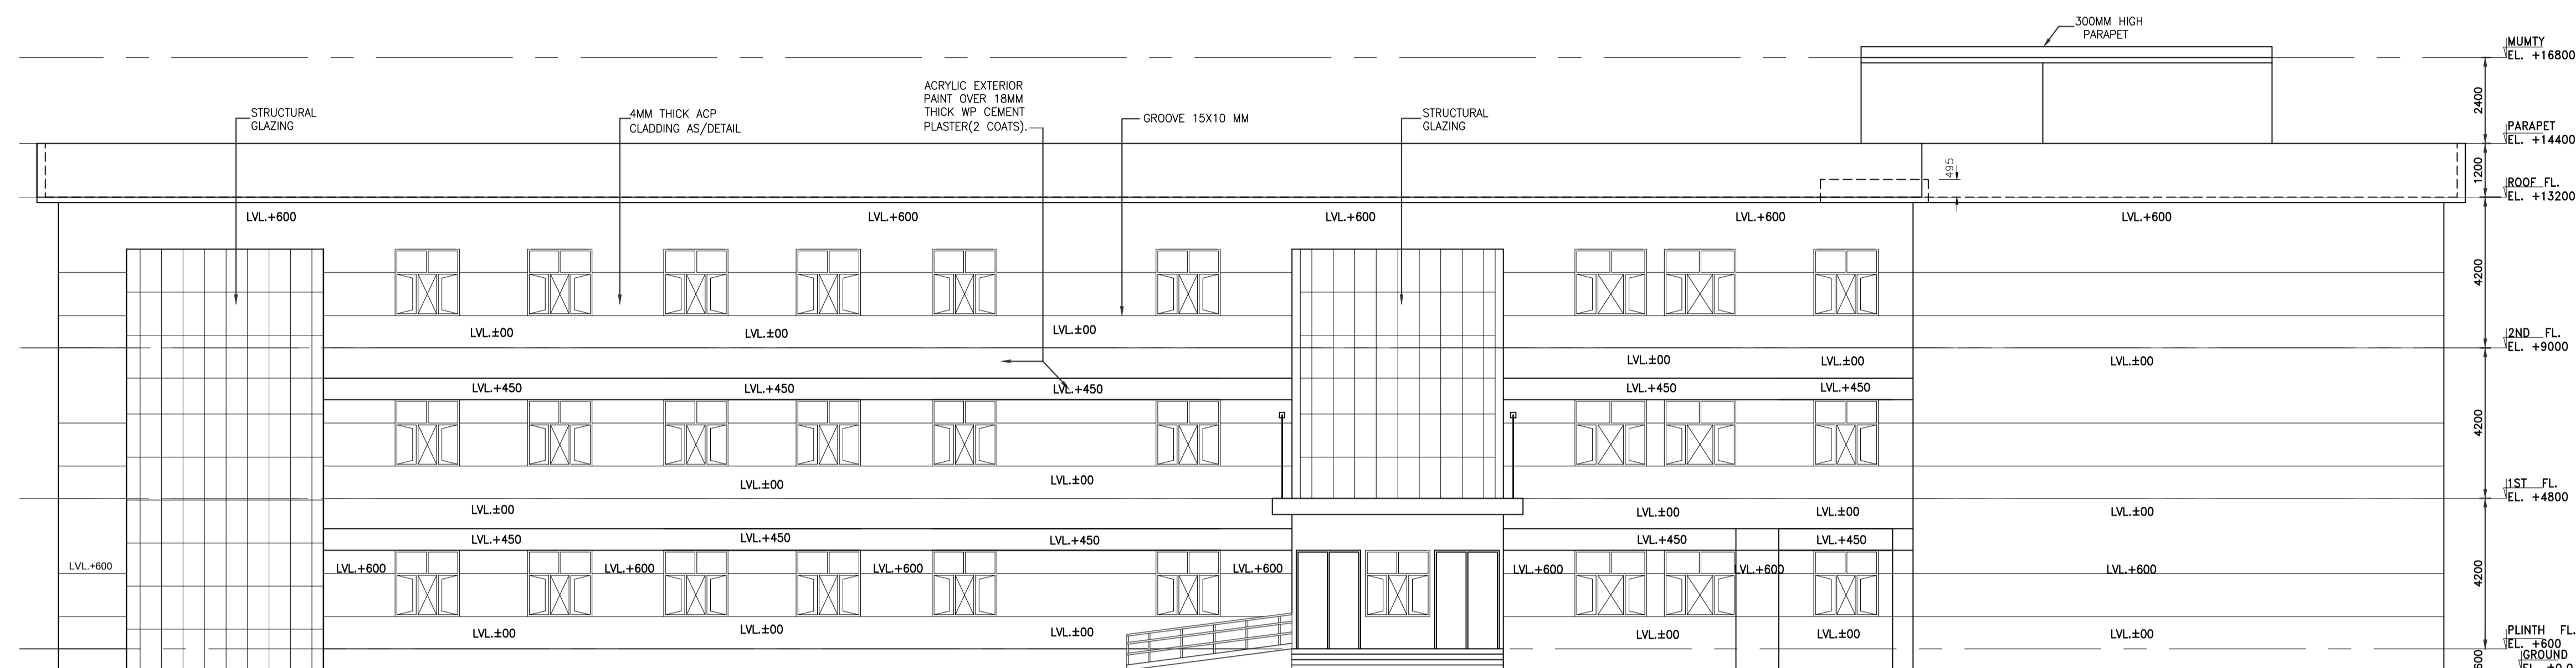 300MM HIGH
PARAPET
MUMTY
EL. +16800
ACRYLIC EXTERIOR
PAINT OVER 18MM
THICK WP CEMENT
PLASTER(2 COATS).
STRUCTURAL
GLAZING
4MM THICK ACP
CLADDING AS/DETAIL
GROOVE 15X10 MM
STRUCTURAL
GLAZING
2400
PARAPET
EL. +14400
495
1200
ROOF FL.
EL. +13200
LVL.+600
LVL.+600
LVL.+600
LVL.+600
LVL.+600
4200
LVL.±00
LVL.±00
LVL.±00
2ND FL.
EL. +9000
LVL.±00
LVL.±00
LVL.±00
LVL.+450
LVL.+450
LVL.+450
LVL.+450
LVL.+450
4200
LVL.±00
LVL.±00
1ST FL.
EL. +4800
LVL.±00
LVL.±00
LVL.±00
LVL.±00
LVL.+450
LVL.+450
LVL.+450
LVL.+450
LVL.+450
LVL.+600
LVL.+600
LVL.+600
LVL.+600
LVL.+600
LVL.+600
LVL.+600
LVL.+600
4200
LVL.±00
LVL.±00
LVL.±00
LVL.±00
LVL.±00
LVL.±00
PLINTH FL.
EL. +600
GROUND